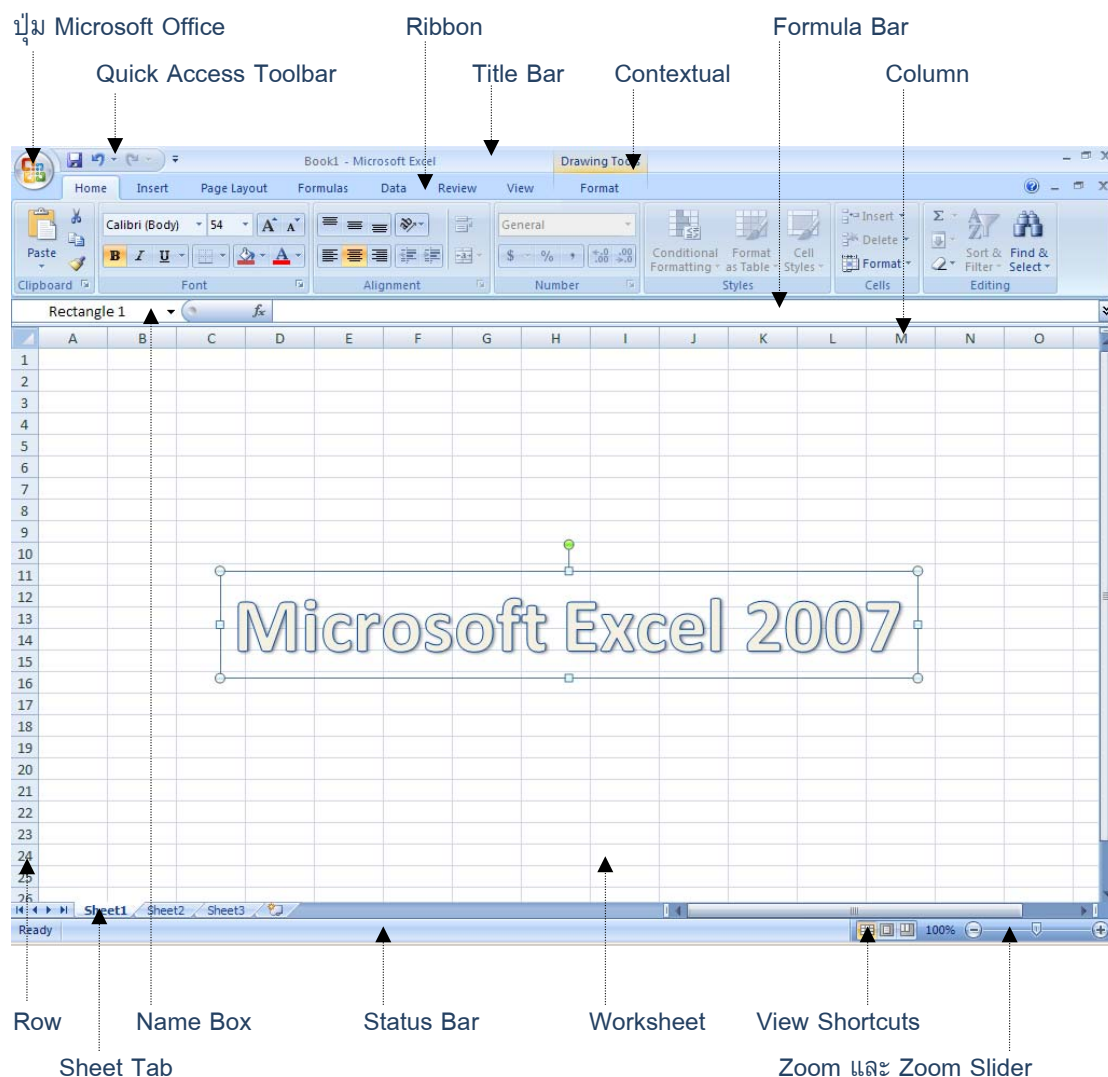 ปุ่ม Microsoft Office Ribbon Formula Bar
Quick Access Toolbar Title Bar Contextual Column
Book1 - Microsoft Excel Drawing Tools
Home Insert Page Layout Formulas Data Review View Format
Calibri (Body) 54 A A General Insert Σ
Paste B I U A $ % , .0 .00 .00 .0 Conditional Format Cell Delete Sort & Find &
Formatting as Table Styles Format Filter Select
Clipboard Font Alignment Number Styles Cells Editing
Rectangle 1 fx
A B C D E F G H I J K L M N O
1
2
3
4
5
6
7
8
9
10
11
12
13
14
15
16
17
18
19
20
21
22
23
24
25
26
Microsoft Excel 2007
Sheet1 Sheet2 Sheet3
Ready 100%
Row Name Box Status Bar Worksheet View Shortcuts
Sheet Tab Zoom และ Zoom Slider